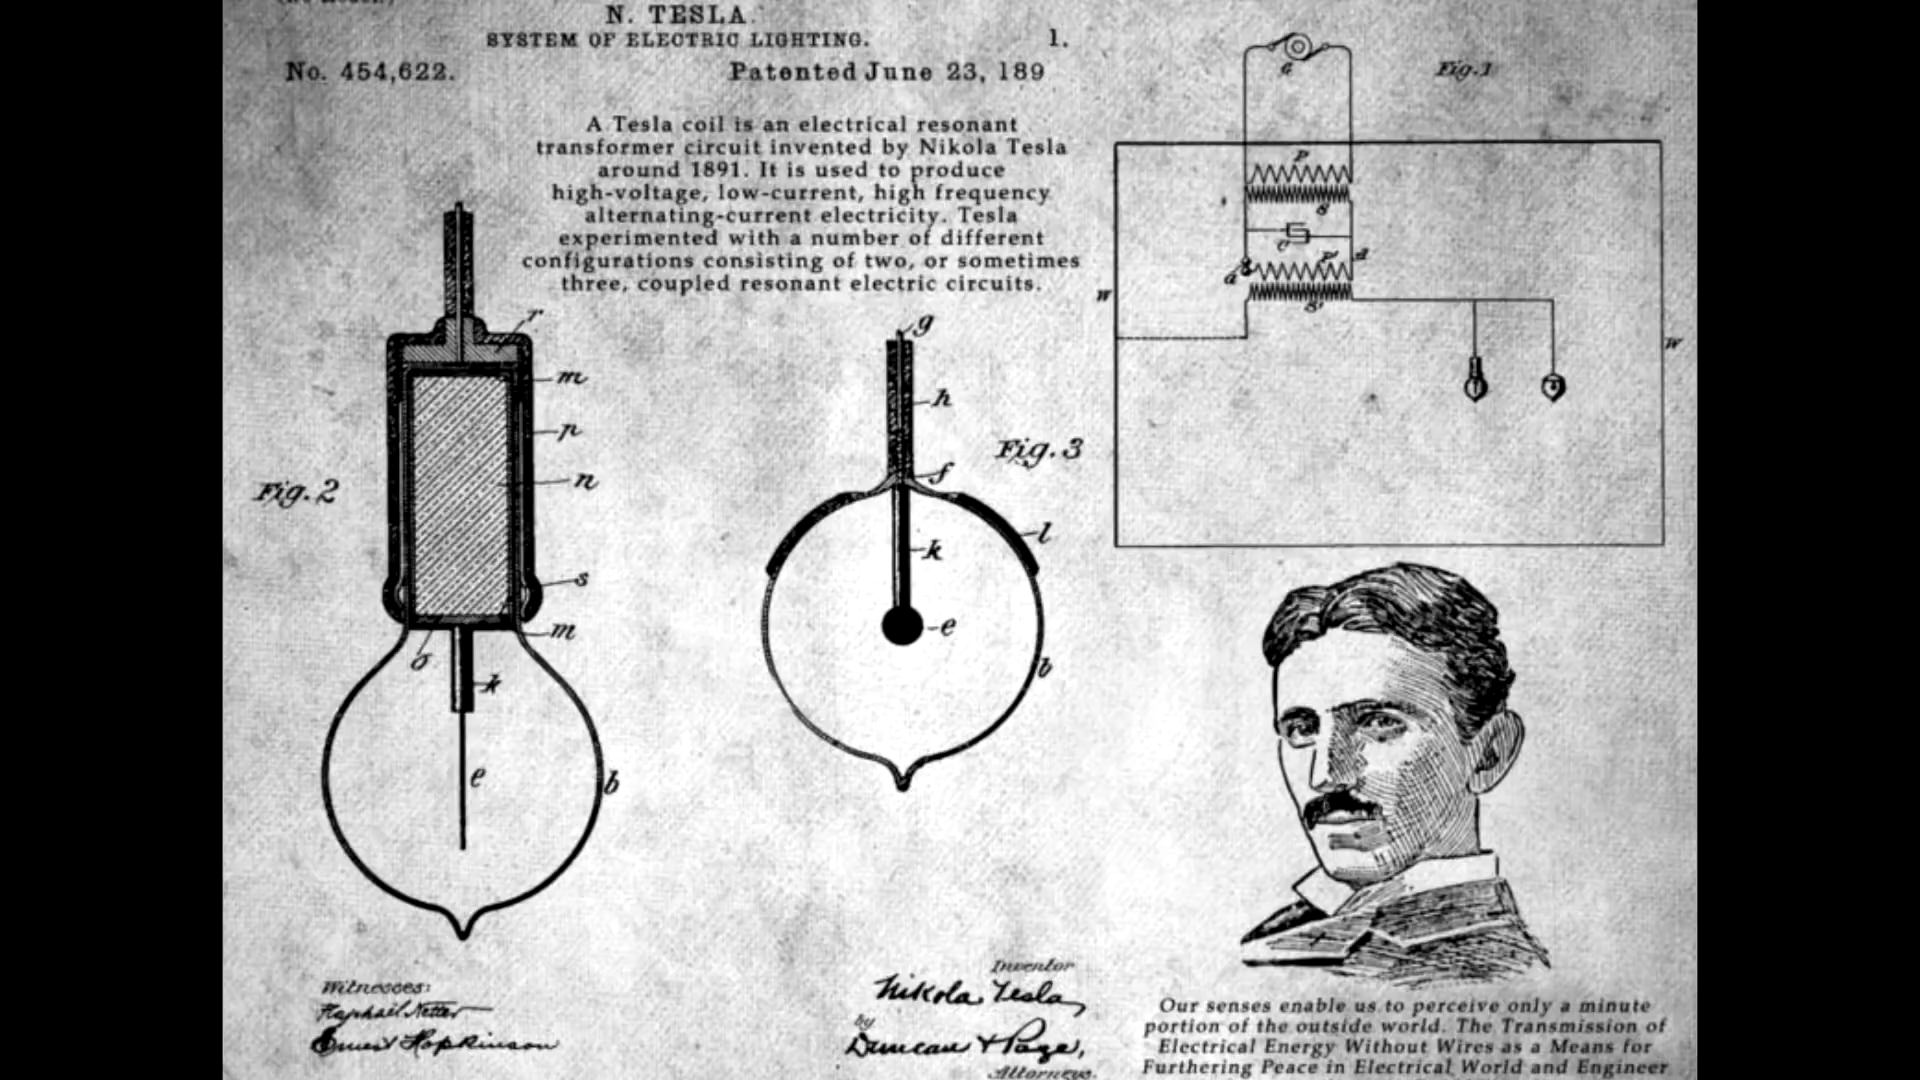 N. TESLA.
SYSTEM OF ELECTRIC LIGHTING.
1.
No. 454,622.
Patented June 23, 189
A Tesla coil is an electrical resonant
transformer circuit invented by Nikola Tesla
around 1891. It is used to produce
high-voltage, low-current, high frequency
alternating-current electricity. Tesla
experimented with a number of different
configurations consisting of two, or sometimes
three, coupled resonant electric circuits.
Fig.1
G
P
S
C
P'
d
d
S'
W
W
Fig. 2
r
m
p
n
s
m
o
k
e
b
Fig. 3
g
h
f
l
k
e
b
Witnesses:
Raphaël Netter
Ernest Hopkinson
Inventor
Nikola Tesla
by
Duncan & Page,
Attorneys.
Our senses enable us to perceive only a minute
portion of the outside world. The Transmission of
Electrical Energy Without Wires as a Means for
Furthering Peace in Electrical World and Engineer